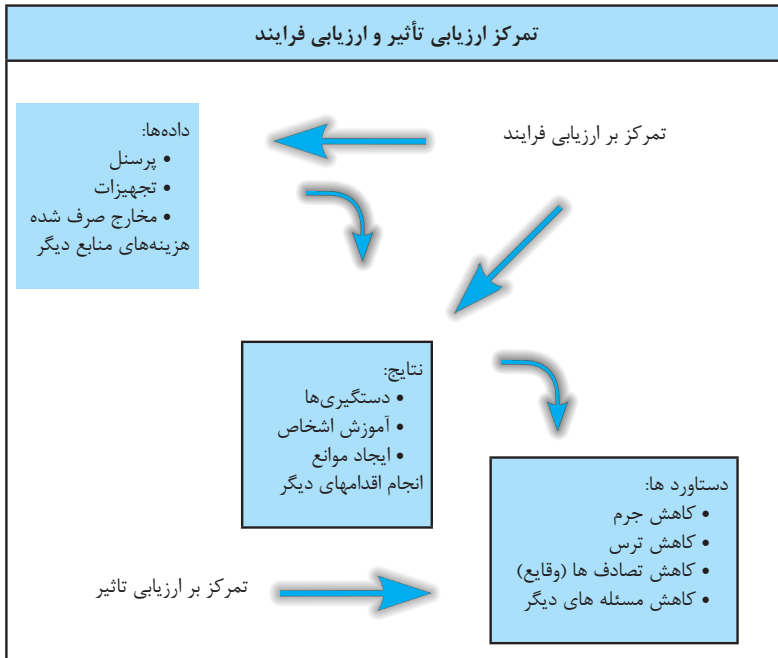 تمرکز ارزیابی تأثیر و ارزیابی فرایند
تمرکز بر ارزیابی فرایند
داده‌ها:
• پرسنل
• تجهیزات
• مخارج صرف شده
هزینه‌های منابع دیگر
نتایج:
• دستگیری‌ها
• آموزش اشخاص
• ایجاد موانع
انجام اقدامهای دیگر
دستاورد ها:
• کاهش جرم
• کاهش ترس
• کاهش تصادف ها (وقایع)
• کاهش مسئله های دیگر
تمرکز بر ارزیابی تاثیر